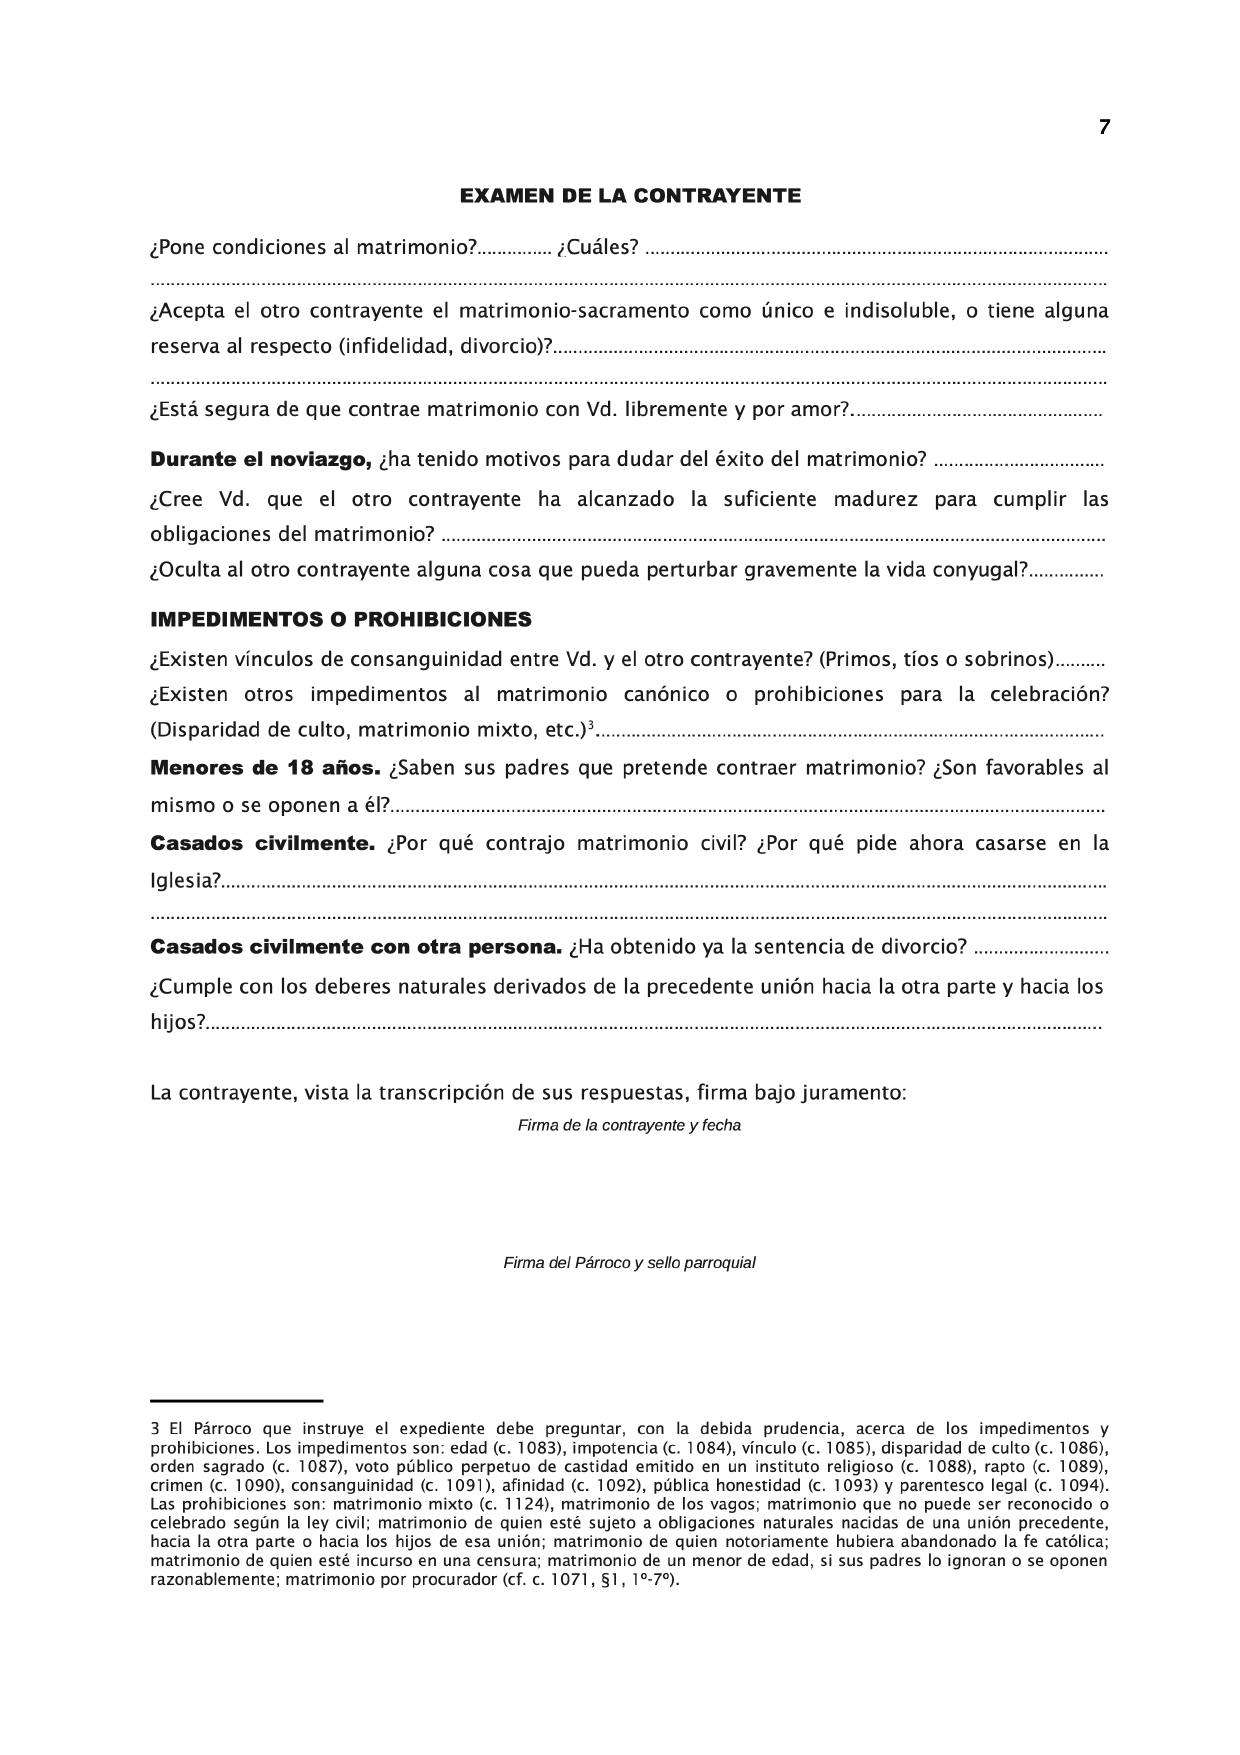 7
EXAMEN DE LA CONTRAYENTE
¿Pone condiciones al matrimonio?............... ¿Cuáles? ............................................................................................
..............................................................................................................................................................................................
¿Acepta el otro contrayente el matrimonio-sacramento como único e indisoluble, o tiene alguna
reserva al respecto (infidelidad, divorcio)?..............................................................................................................
..............................................................................................................................................................................................
¿Está segura de que contrae matrimonio con Vd. libremente y por amor?..................................................
Durante el noviazgo, ¿ha tenido motivos para dudar del éxito del matrimonio? ..................................
¿Cree Vd. que el otro contrayente ha alcanzado la suficiente madurez para cumplir las
obligaciones del matrimonio? ....................................................................................................................................
¿Oculta al otro contrayente alguna cosa que pueda perturbar gravemente la vida conyugal?...............
IMPEDIMENTOS O PROHIBICIONES
¿Existen vínculos de consanguinidad entre Vd. y el otro contrayente? (Primos, tíos o sobrinos)..........
¿Existen otros impedimentos al matrimonio canónico o prohibiciones para la celebración?
(Disparidad de culto, matrimonio mixto, etc.)³.....................................................................................................
Menores de 18 años. ¿Saben sus padres que pretende contraer matrimonio? ¿Son favorables al
mismo o se oponen a él?..............................................................................................................................................
Casados civilmente. ¿Por qué contrajo matrimonio civil? ¿Por qué pide ahora casarse en la
Iglesia?................................................................................................................................................................................
..............................................................................................................................................................................................
Casados civilmente con otra persona. ¿Ha obtenido ya la sentencia de divorcio? ...........................
¿Cumple con los deberes naturales derivados de la precedente unión hacia la otra parte y hacia los
hijos?..................................................................................................................................................................................
La contrayente, vista la transcripción de sus respuestas, firma bajo juramento:
Firma de la contrayente y fecha
Firma del Párroco y sello parroquial
3 El Párroco que instruye el expediente debe preguntar, con la debida prudencia, acerca de los impedimentos y
prohibiciones. Los impedimentos son: edad (c. 1083), impotencia (c. 1084), vínculo (c. 1085), disparidad de culto (c. 1086),
orden sagrado (c. 1087), voto público perpetuo de castidad emitido en un instituto religioso (c. 1088), rapto (c. 1089),
crimen (c. 1090), consanguinidad (c. 1091), afinidad (c. 1092), pública honestidad (c. 1093) y parentesco legal (c. 1094).
Las prohibiciones son: matrimonio mixto (c. 1124), matrimonio de los vagos; matrimonio que no puede ser reconocido o
celebrado según la ley civil; matrimonio de quien esté sujeto a obligaciones naturales nacidas de una unión precedente,
hacia la otra parte o hacia los hijos de esa unión; matrimonio de quien notoriamente hubiera abandonado la fe católica;
matrimonio de quien esté incurso en una censura; matrimonio de un menor de edad, si sus padres lo ignoran o se oponen
razonablemente; matrimonio por procurador (cf. c. 1071, §1, 1º-7º).